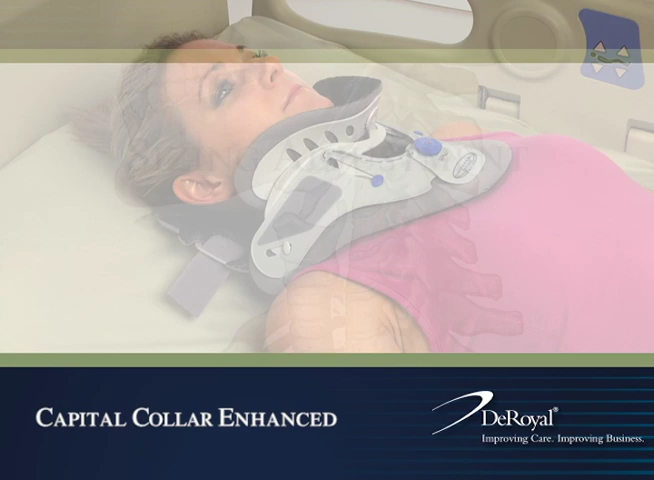 CAPITAL COLLAR ENHANCED
DeRoyal®
Improving Care. Improving Business.